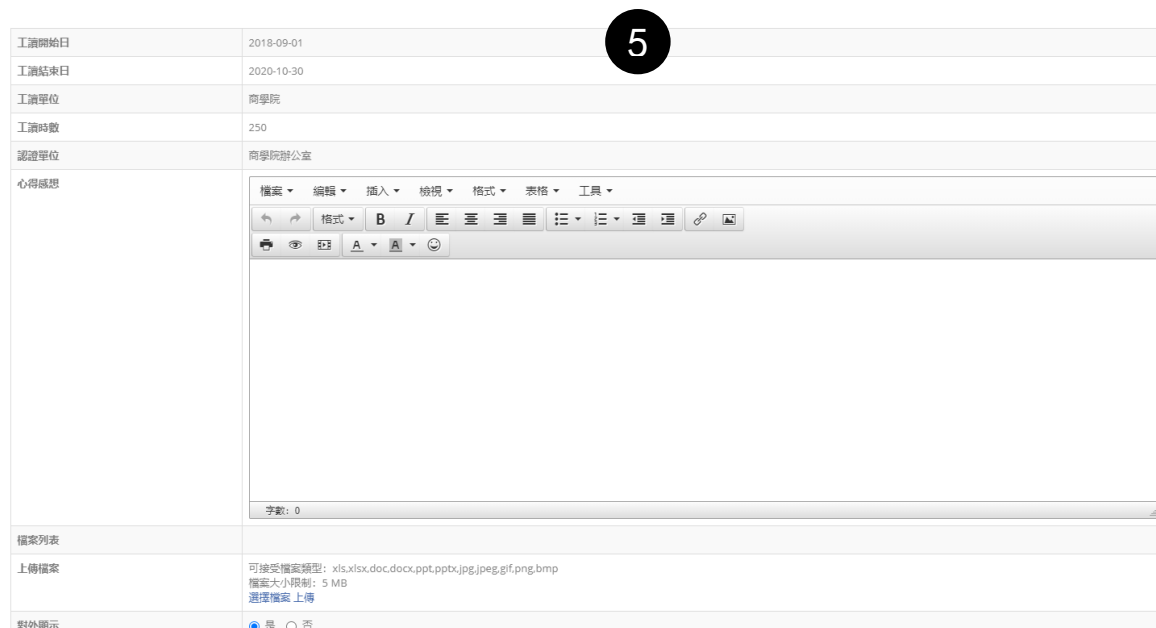 5
工讀開始日 2018-09-01
工讀結束日 2020-10-30
工讀單位 商學院
工讀時數 250
認證單位 商學院辦公室
心得感想
檔案 編輯 插入 檢視 格式 表格 工具
格式 B I
A A
字數: 0
檔案列表
上傳檔案 可接受檔案類型: xls,xlsx,doc,docx,ppt,pptx,jpg,jpeg,gif,png,bmp
檔案大小限制: 5 MB
選擇檔案 上傳
對外顯示 是 否